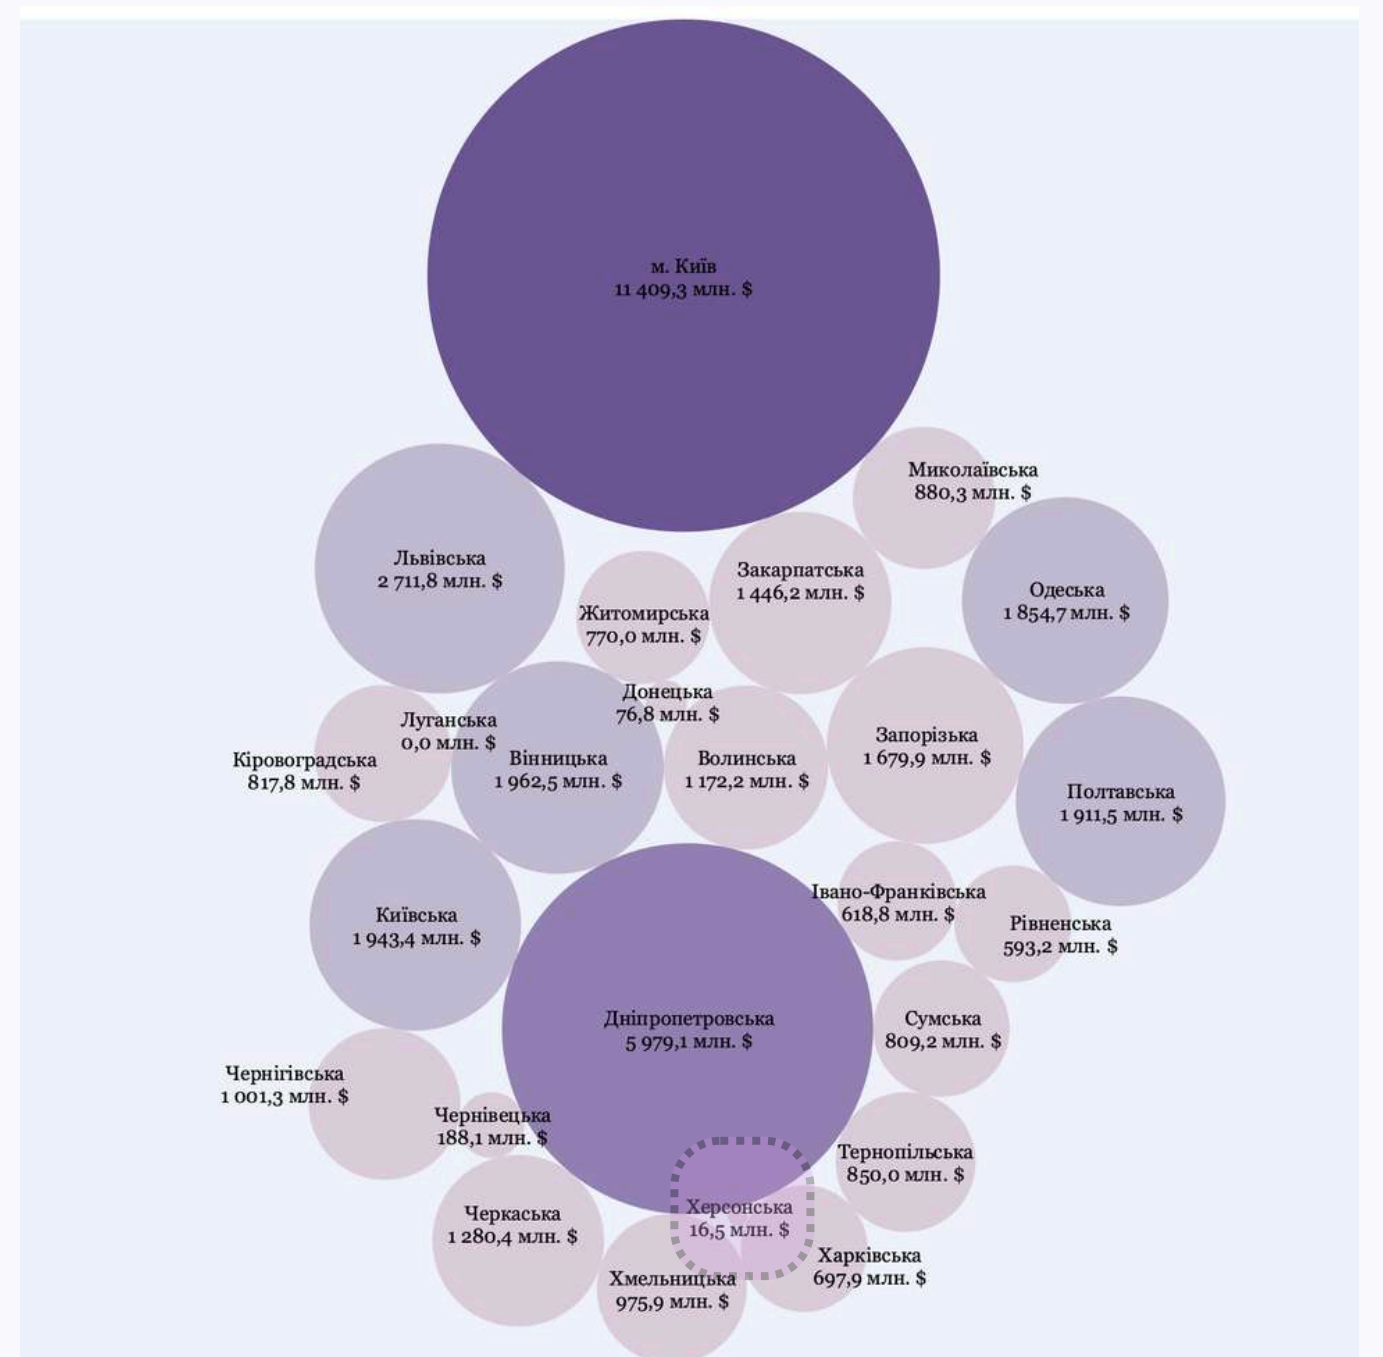 м. Київ
11 409,3 млн. $
Миколаївська
880,3 млн. $
Львівська
2 711,8 млн. $
Закарпатська
1 446,2 млн. $
Одеська
1 854,7 млн. $
Житомирська
770,0 млн. $
Донецька
76,8 млн. $
Луганська
0,0 млн. $
Кіровоградська
817,8 млн. $
Вінницька
1 962,5 млн. $
Волинська
1 172,2 млн. $
Запорізька
1 679,9 млн. $
Полтавська
1 911,5 млн. $
Київська
1 943,4 млн. $
Івано-Франківська
618,8 млн. $
Рівненська
593,2 млн. $
Дніпропетровська
5 979,1 млн. $
Сумська
809,2 млн. $
Чернігівська
1 001,3 млн. $
Чернівецька
188,1 млн. $
Тернопільська
850,0 млн. $
Черкаська
1 280,4 млн. $
Херсонська
16,5 млн. $
Харківська
697,9 млн. $
Хмельницька
975,9 млн. $